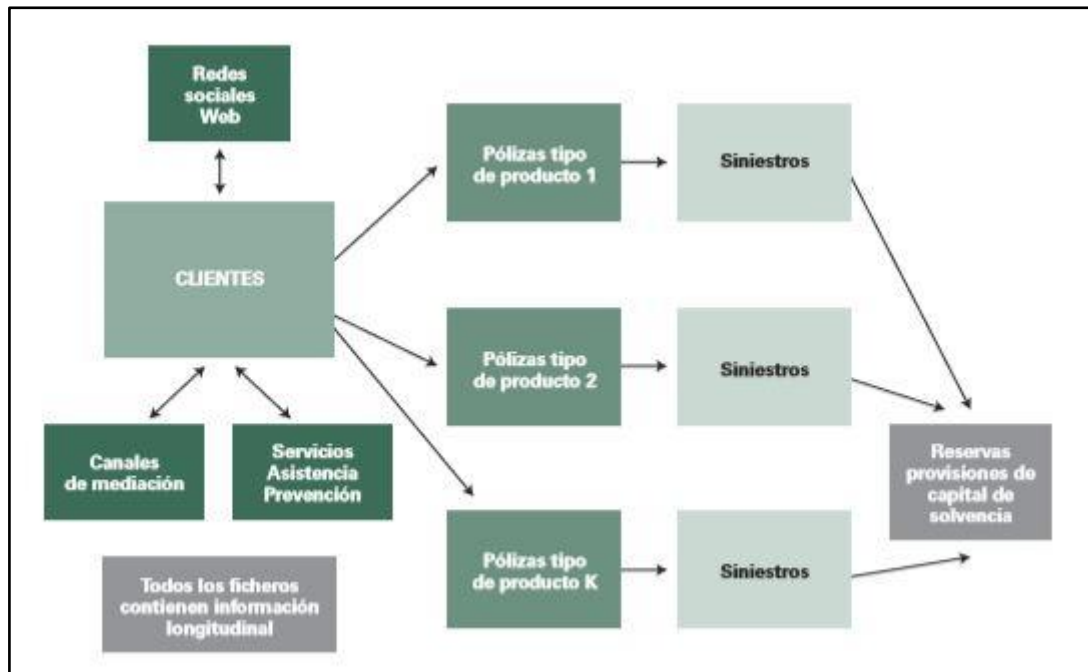 Redes
sociales
Web
CLIENTES
Canales
de mediación
Servicios
Asistencia
Prevención
Todos los ficheros
contienen información
longitudinal
Pólizas tipo
de producto 1
Siniestros
Pólizas tipo
de producto 2
Siniestros
Pólizas tipo
de producto K
Siniestros
Reservas
provisiones de
capital de
solvencia